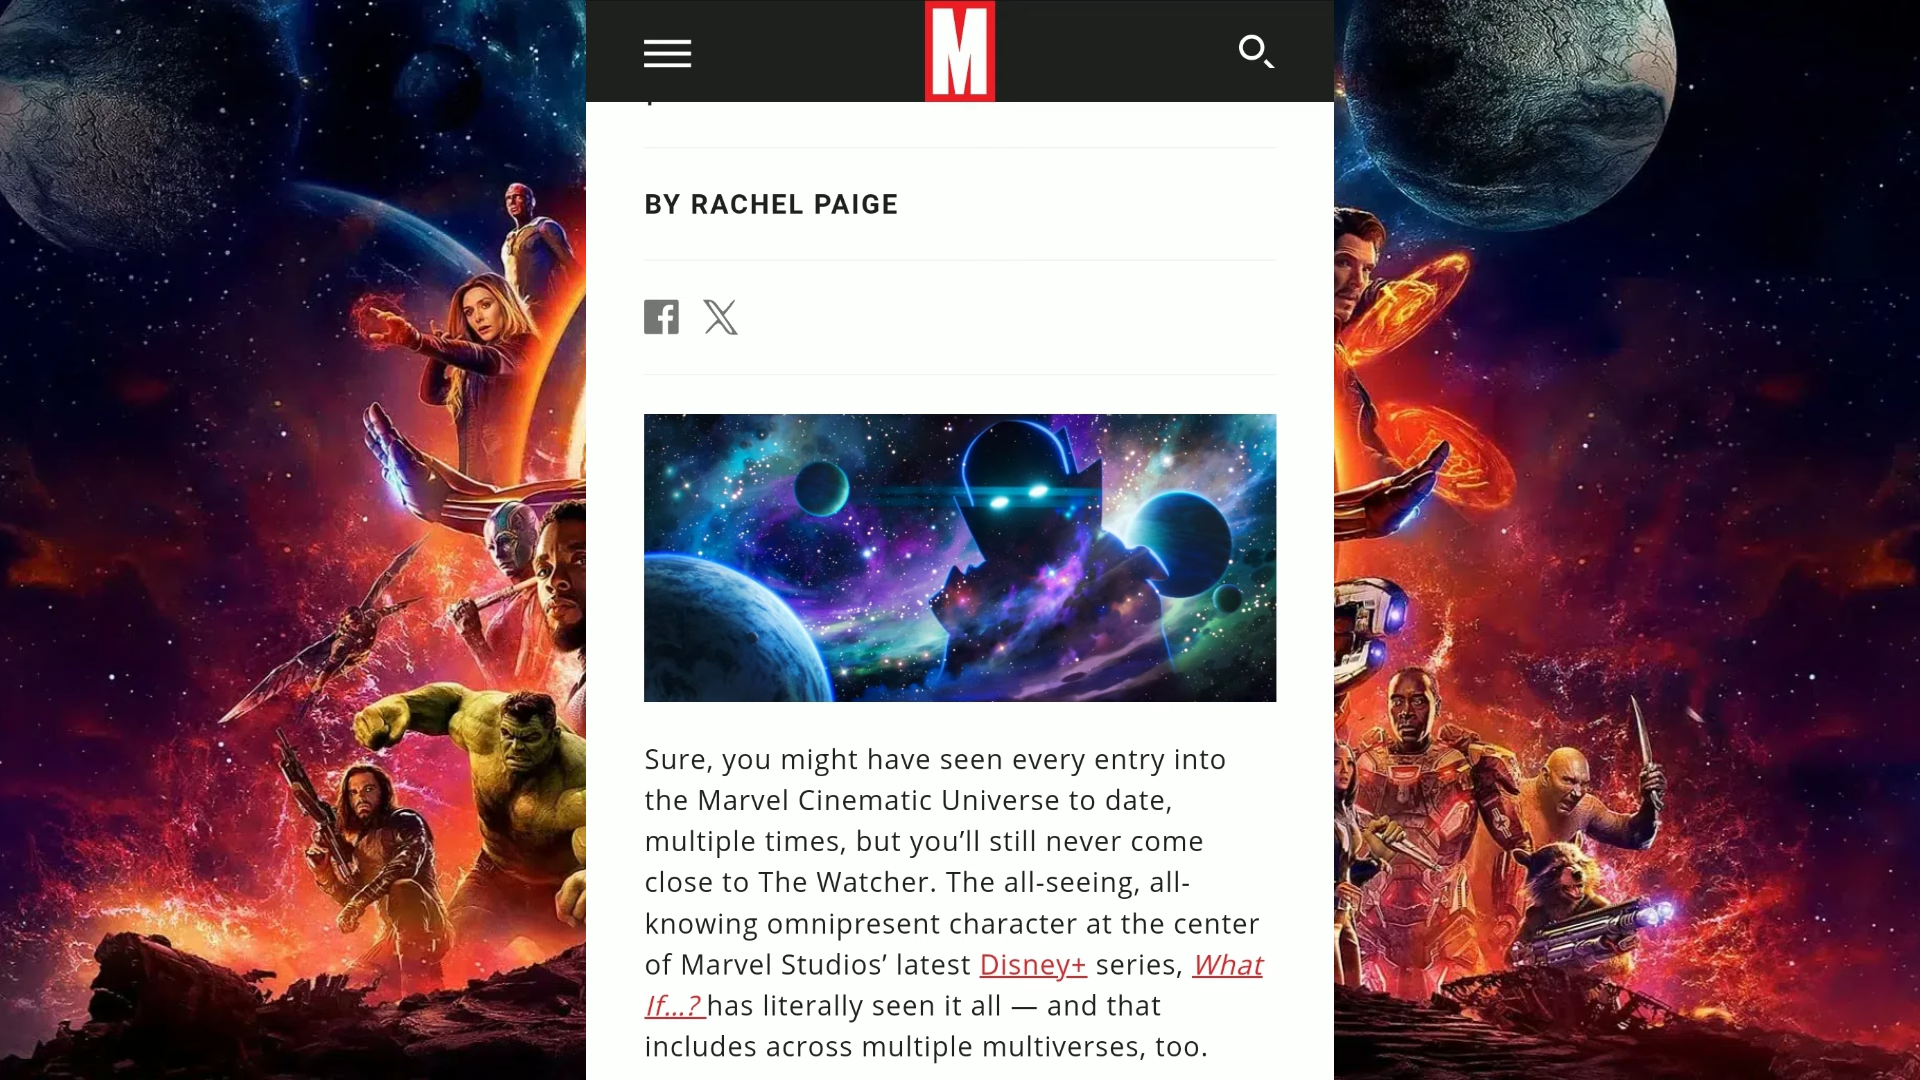 M
BY RACHEL PAIGE
Sure, you might have seen every entry into
the Marvel Cinematic Universe to date,
multiple times, but you’ll still never come
close to The Watcher. The all-seeing, all-
knowing omnipresent character at the center
of Marvel Studios’ latest Disney+ series, What
If...? has literally seen it all — and that
includes across multiple multiverses, too.